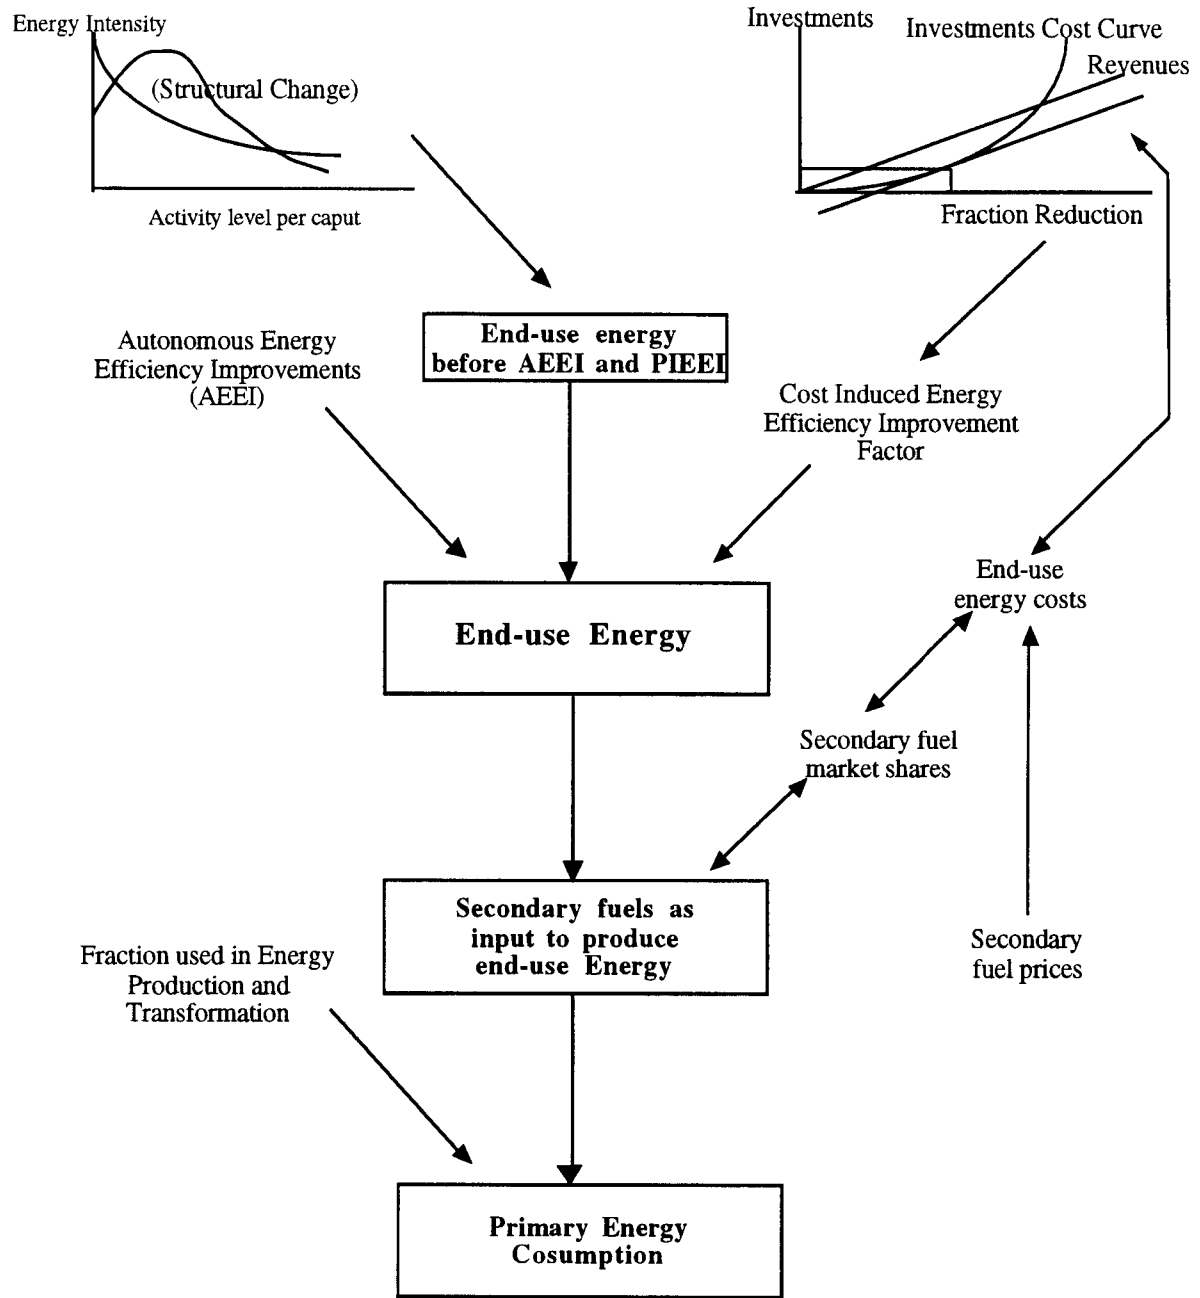 Energy Intensity
(Structural Change)
Activity level per caput
Investments
Investments Cost Curve
Revenues
Fraction Reduction
End-use energy
before AEEI and PIEEI
Autonomous Energy
Efficiency Improvements
(AEEI)
Cost Induced Energy
Efficiency Improvement
Factor
End-use Energy
End-use
energy costs
Secondary fuel
market shares
Secondary fuels as
input to produce
end-use Energy
Secondary
fuel prices
Fraction used in Energy
Production and
Transformation
Primary Energy
Cosumption